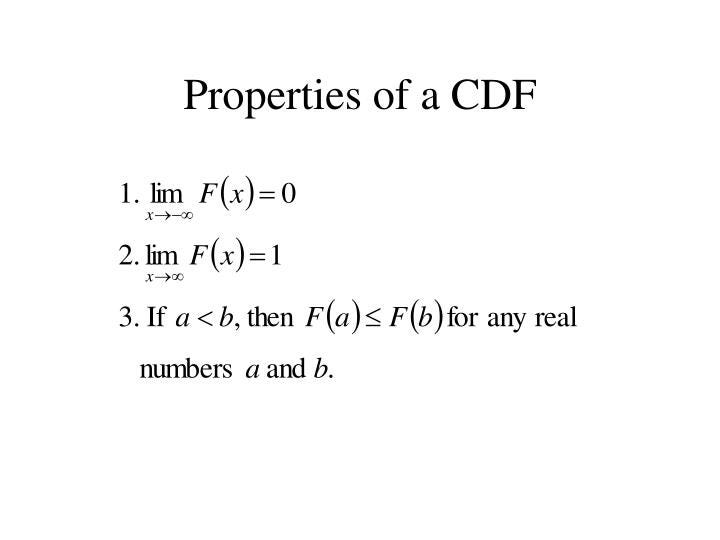 Properties of a CDF
1. lim F(x) = 0
x→−∞
2. lim F(x) = 1
x→∞
3. If a < b, then F(a) ≤ F(b) for any real
numbers a and b.